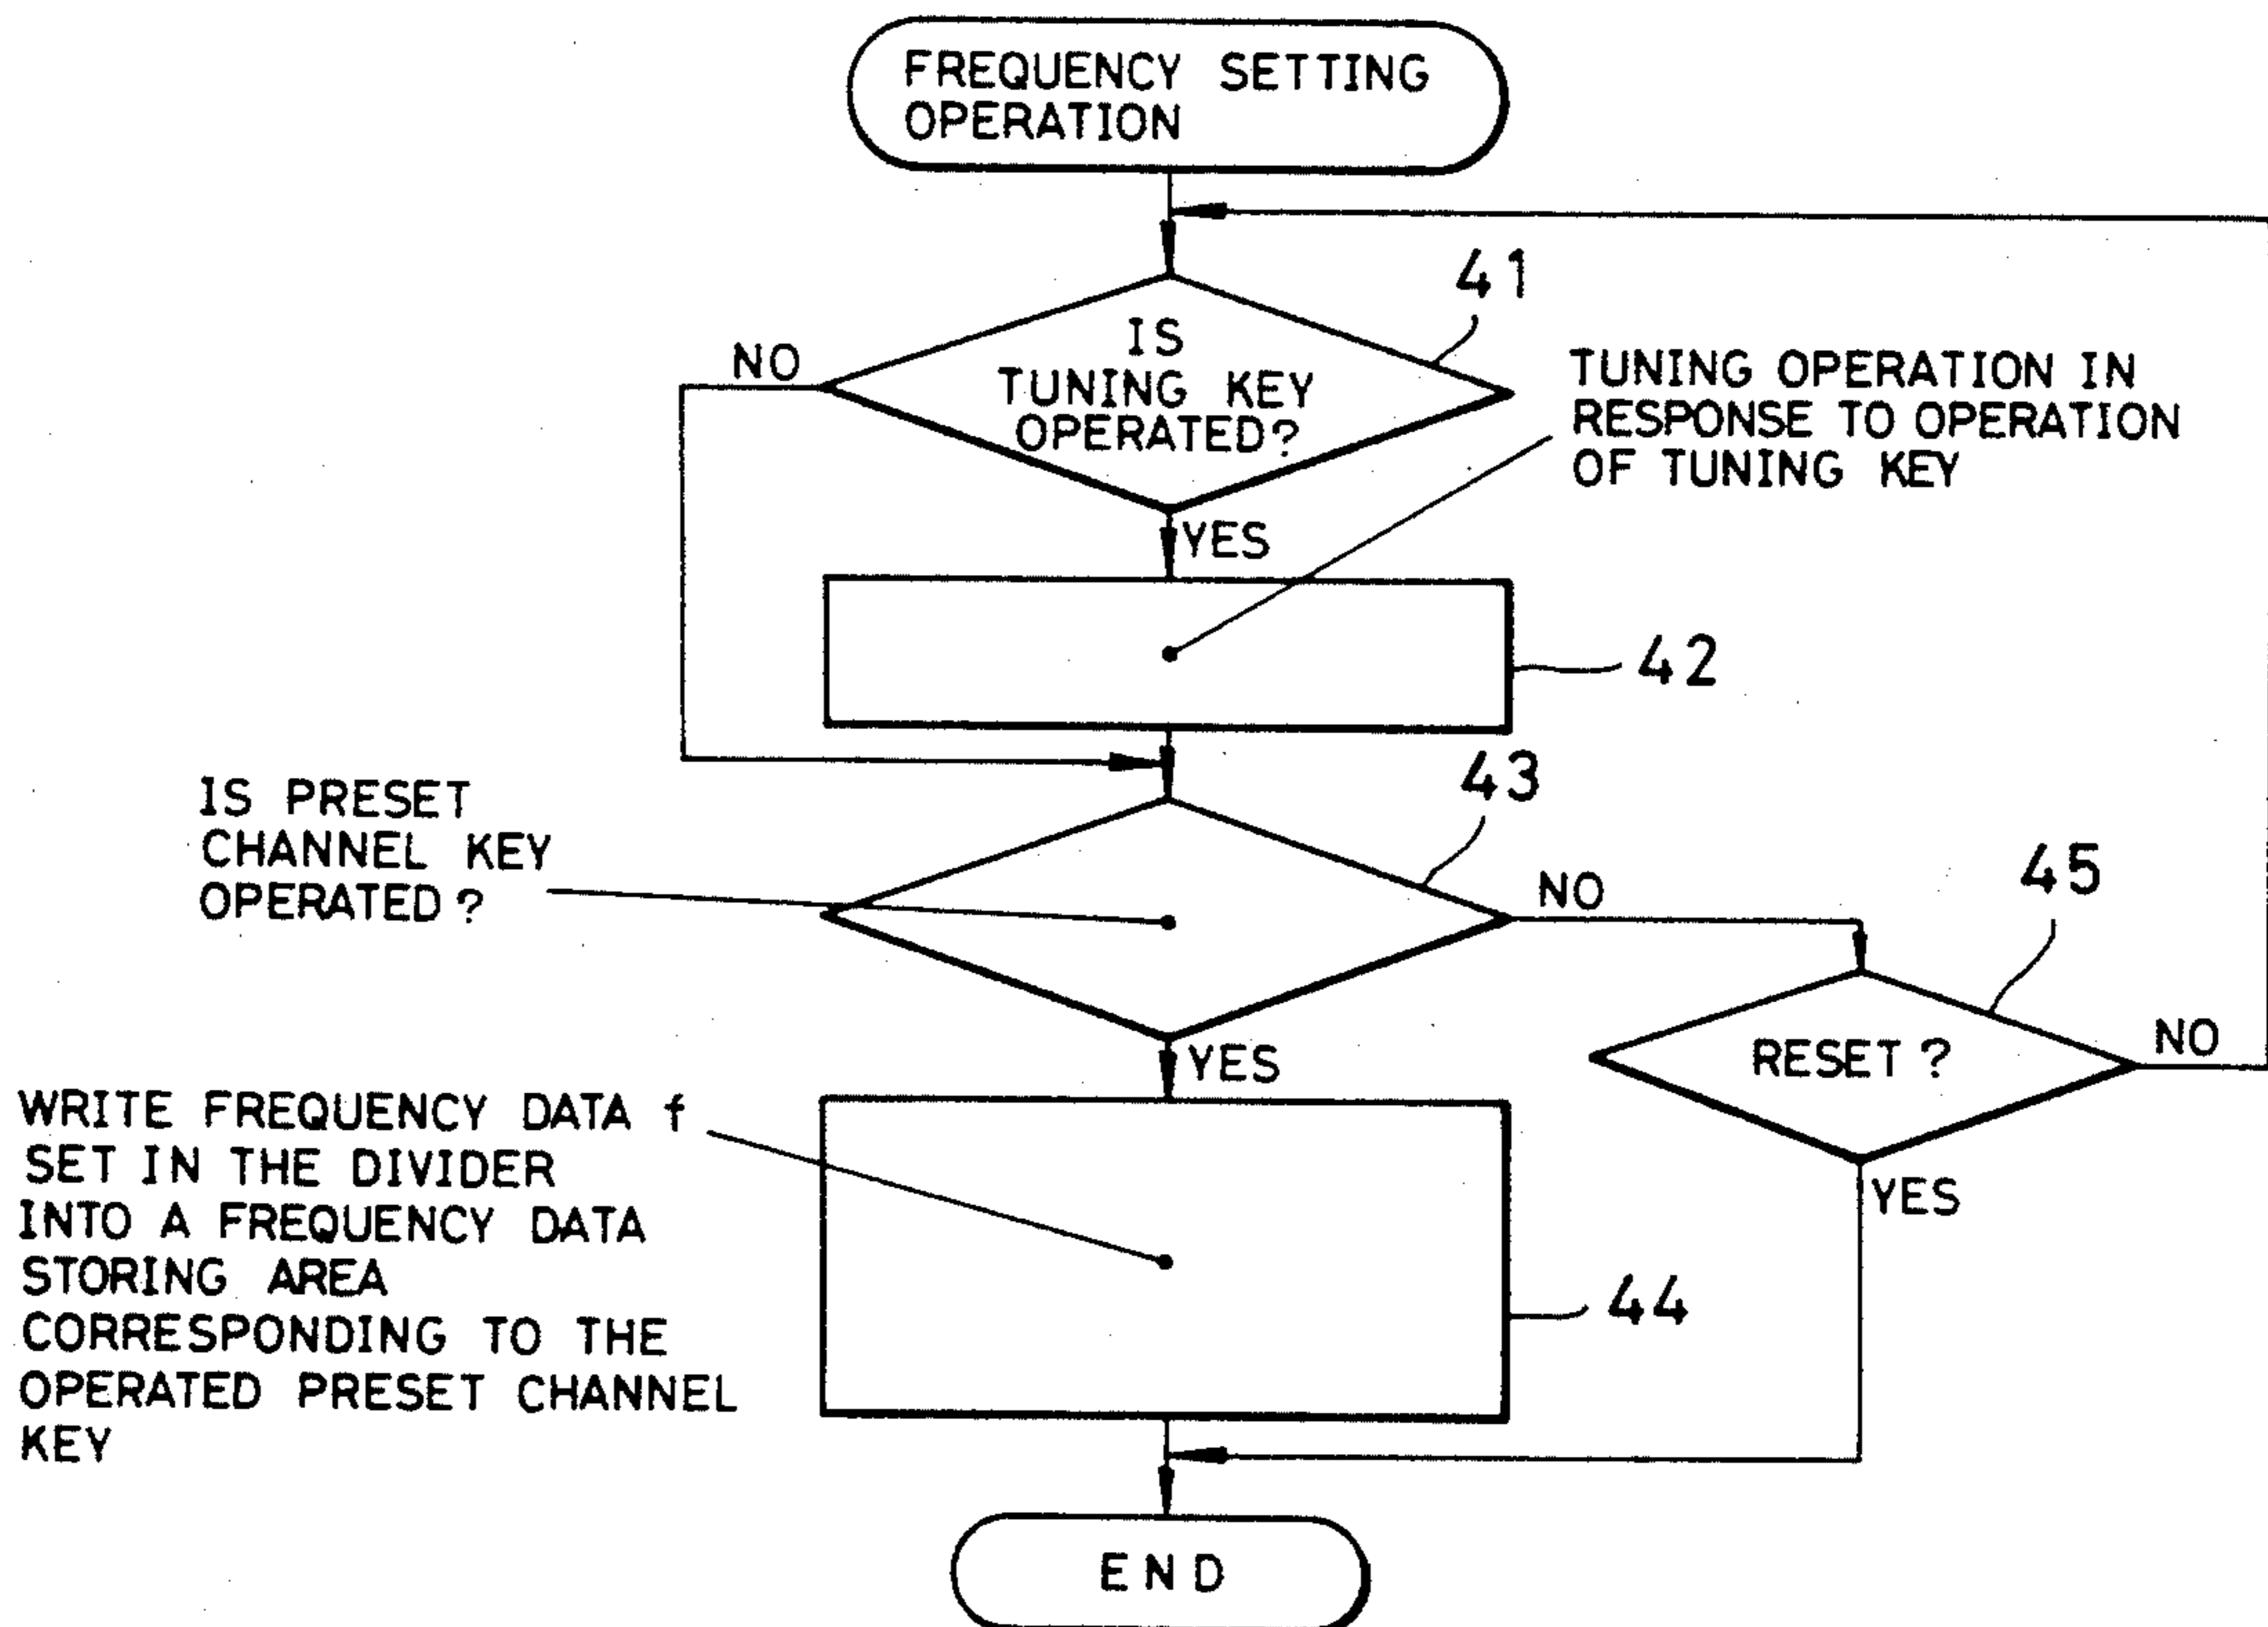 FREQUENCY SETTING
OPERATION
41
IS
TUNING KEY
OPERATED?
NO
YES
TUNING OPERATION IN
RESPONSE TO OPERATION
OF TUNING KEY
42
43
IS PRESET
CHANNEL KEY
OPERATED?
NO
YES
45
RESET?
NO
YES
WRITE FREQUENCY DATA f
SET IN THE DIVIDER
INTO A FREQUENCY DATA
STORING AREA
CORRESPONDING TO THE
OPERATED PRESET CHANNEL
KEY
44
END